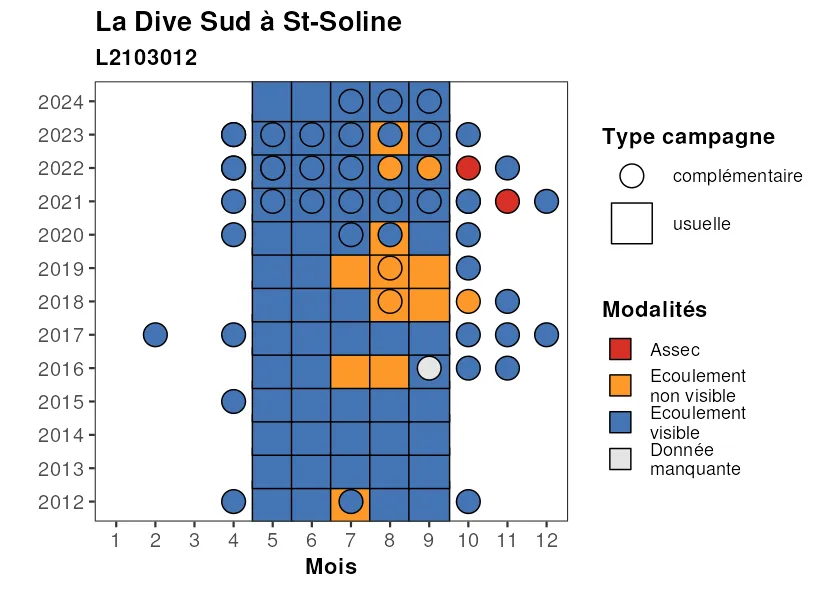 La Dive Sud à St-Soline
L2103012
2024
2023
2022
2021
2020
2019
2018
2017
2016
2015
2014
2013
2012
1 2 3 4 5 6 7 8 9 10 11 12
Mois
Type campagne
complémentaire
usuelle
Modalités
Assec
Ecoulement
non visible
Ecoulement
visible
Donnée
manquante